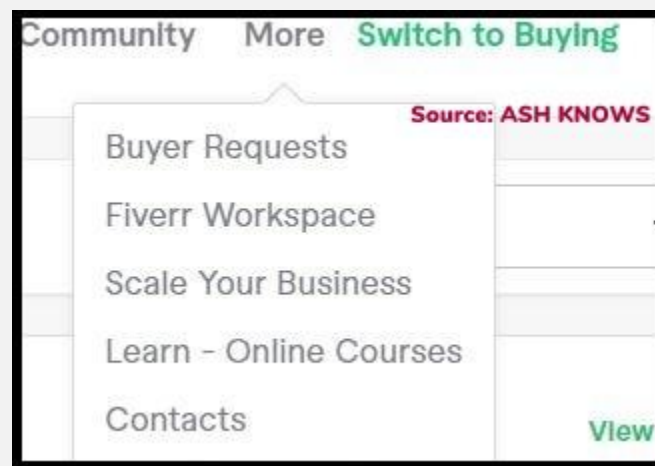 Community More Switch to Buying
Source: ASH KNOWS
Buyer Requests
Fiverr Workspace
Scale Your Business
Learn - Online Courses
Contacts
View